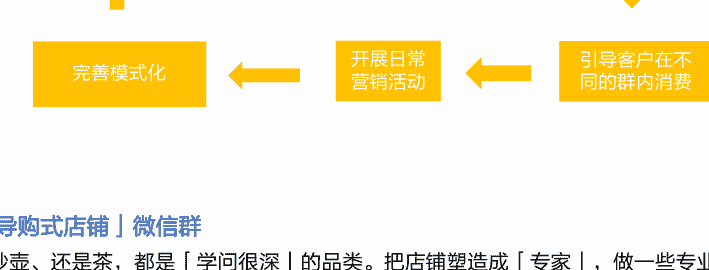 完善模式化
开展日常
营销活动
引导客户在不
同的群内消费
导购式店铺」微信群
壶、还是茶，都是「学问很深」的品类。把店铺塑造成「专家」，做一些专业